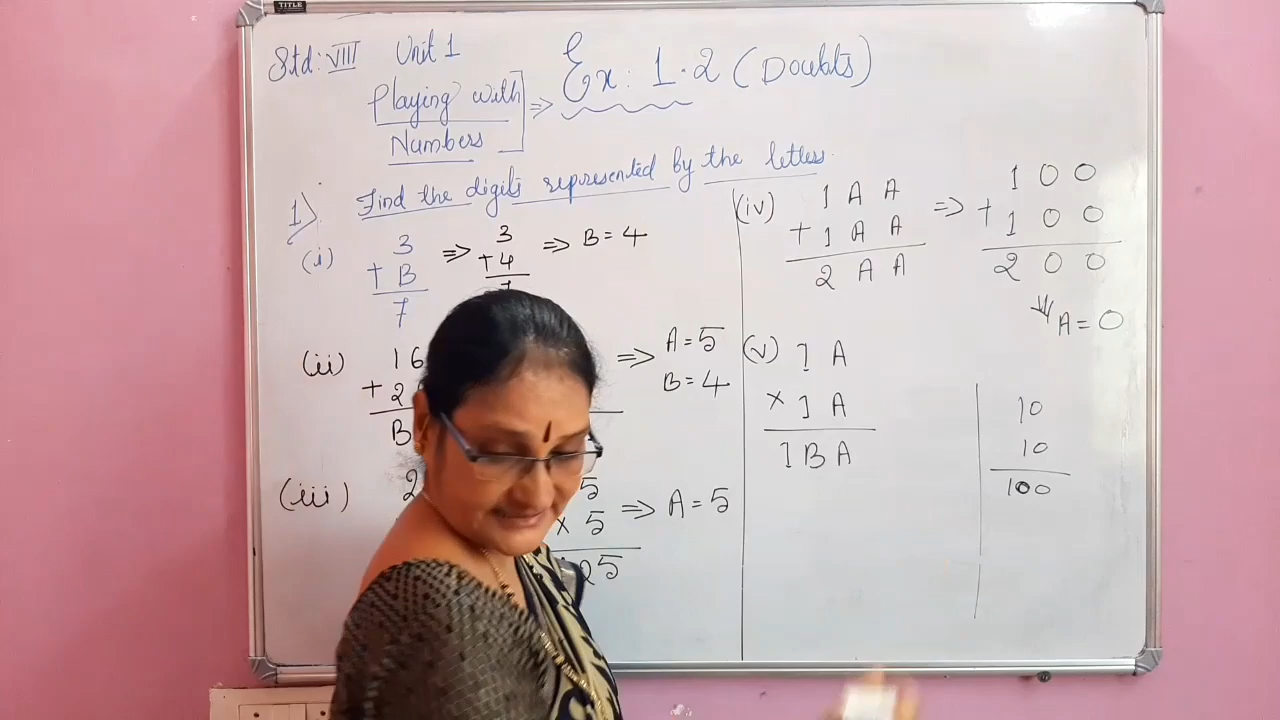 TITLE
Std: VIII Unit 1
Playing with
Numbers
⇒ Ex: 1.2 (Doubts)
1) Find the digits represented by the letters.
(i) 3 ⇒ 3 ⇒ B = 4
+ B +4
7 7
(ii) 16 ⇒ A = 5
+ 2 B = 4
B
(iii) 2 5 ⇒ A = 5
× 5
25
(iv) 1 A A ⇒ 1 0 0
+ 1 A A + 1 0 0
2 A A 2 0 0
⇓ A = 0
(v) 1 A
× 1 A 10
1 B A 10
100